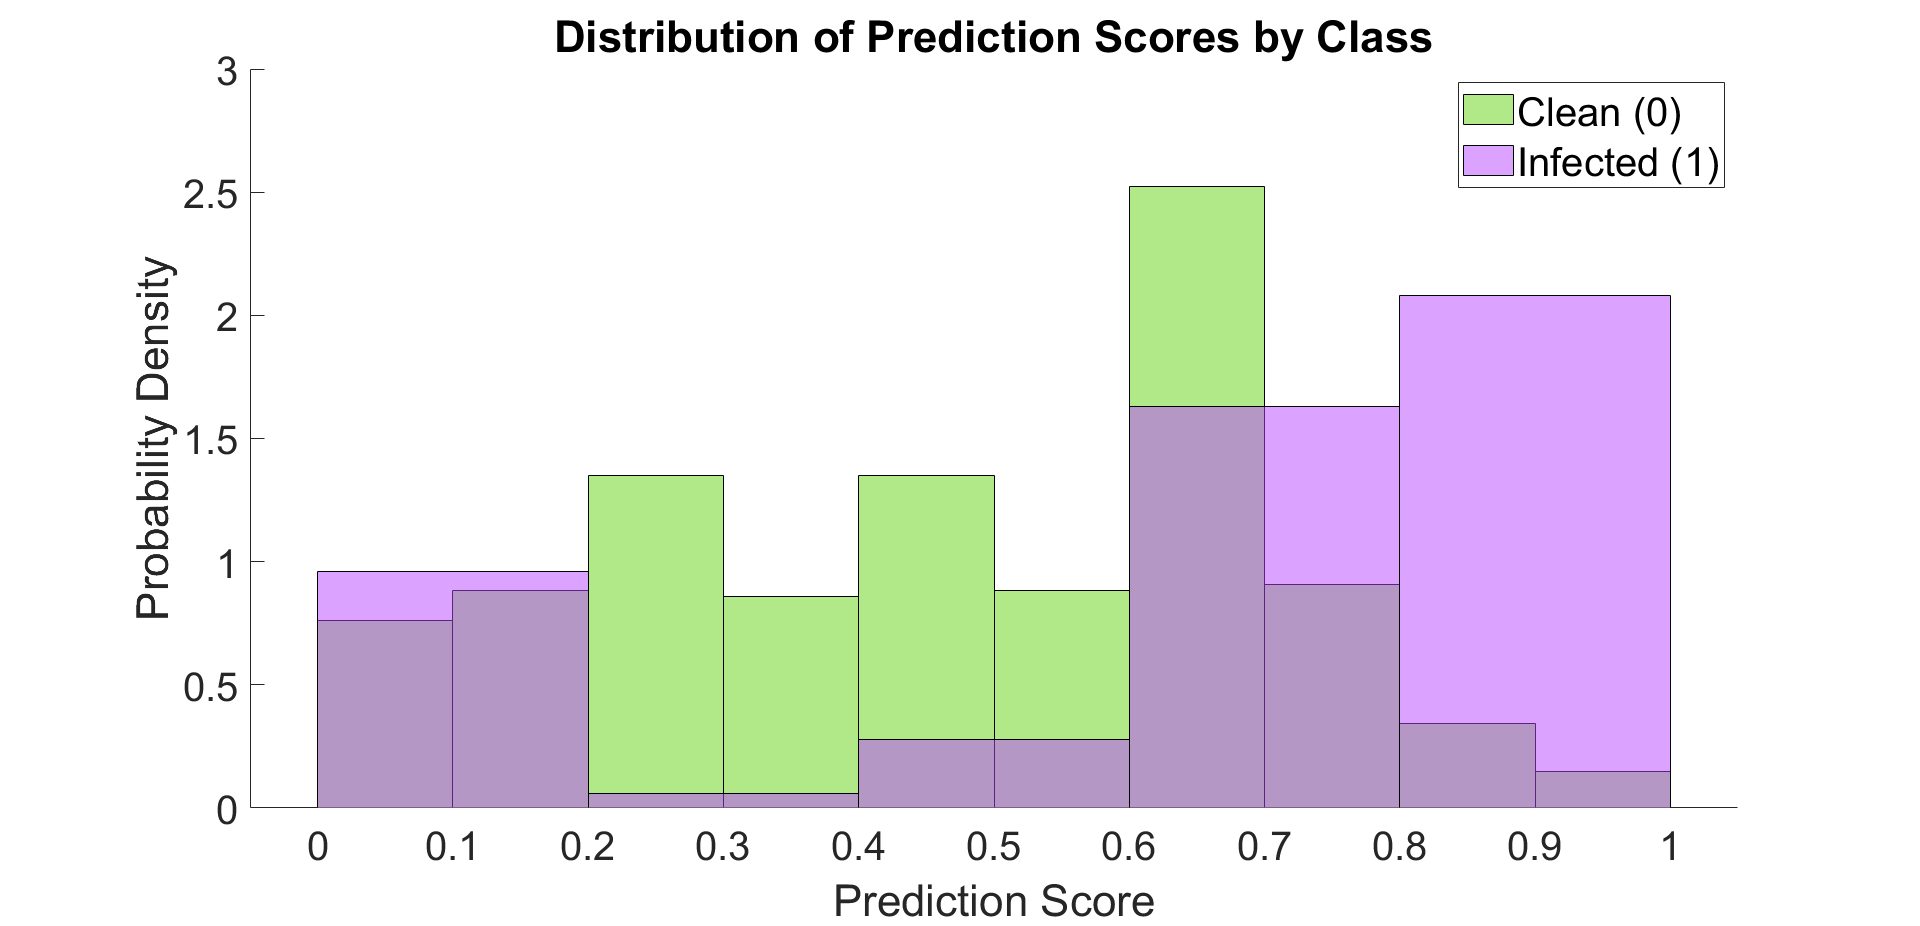 Distribution of Prediction Scores by Class
Clean (0)
Infected (1)
Probability Density
3
2.5
2
1.5
1
0.5
0
0 0.1 0.2 0.3 0.4 0.5 0.6 0.7 0.8 0.9 1
Prediction Score